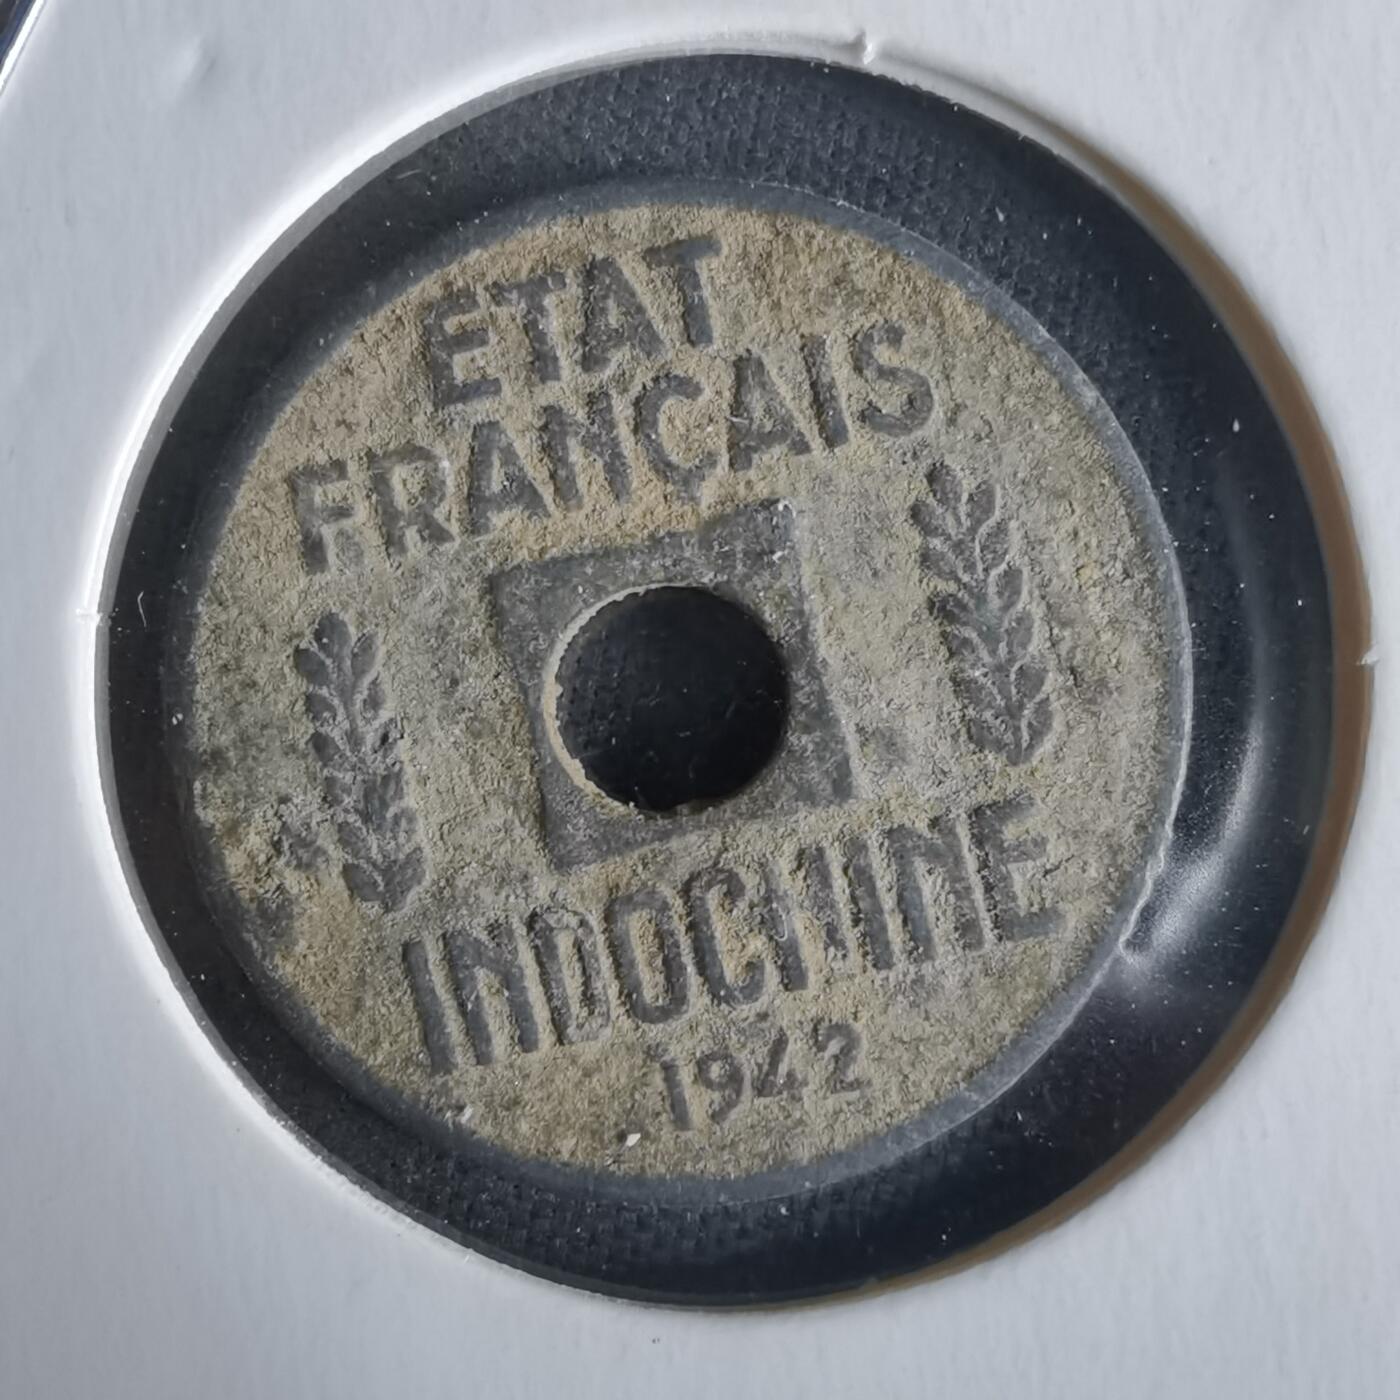 ETAT
FRANÇAIS
INDOCHINE
1942